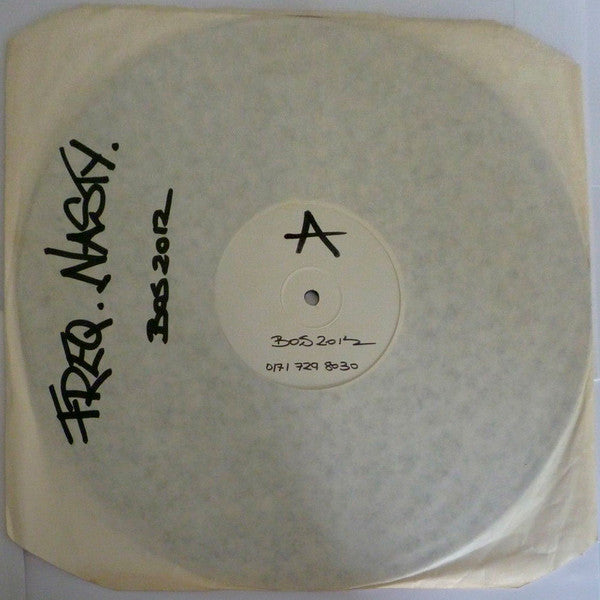 FREQ. NASTY.
BOS2012
A
BOS2012
0171 729 8030